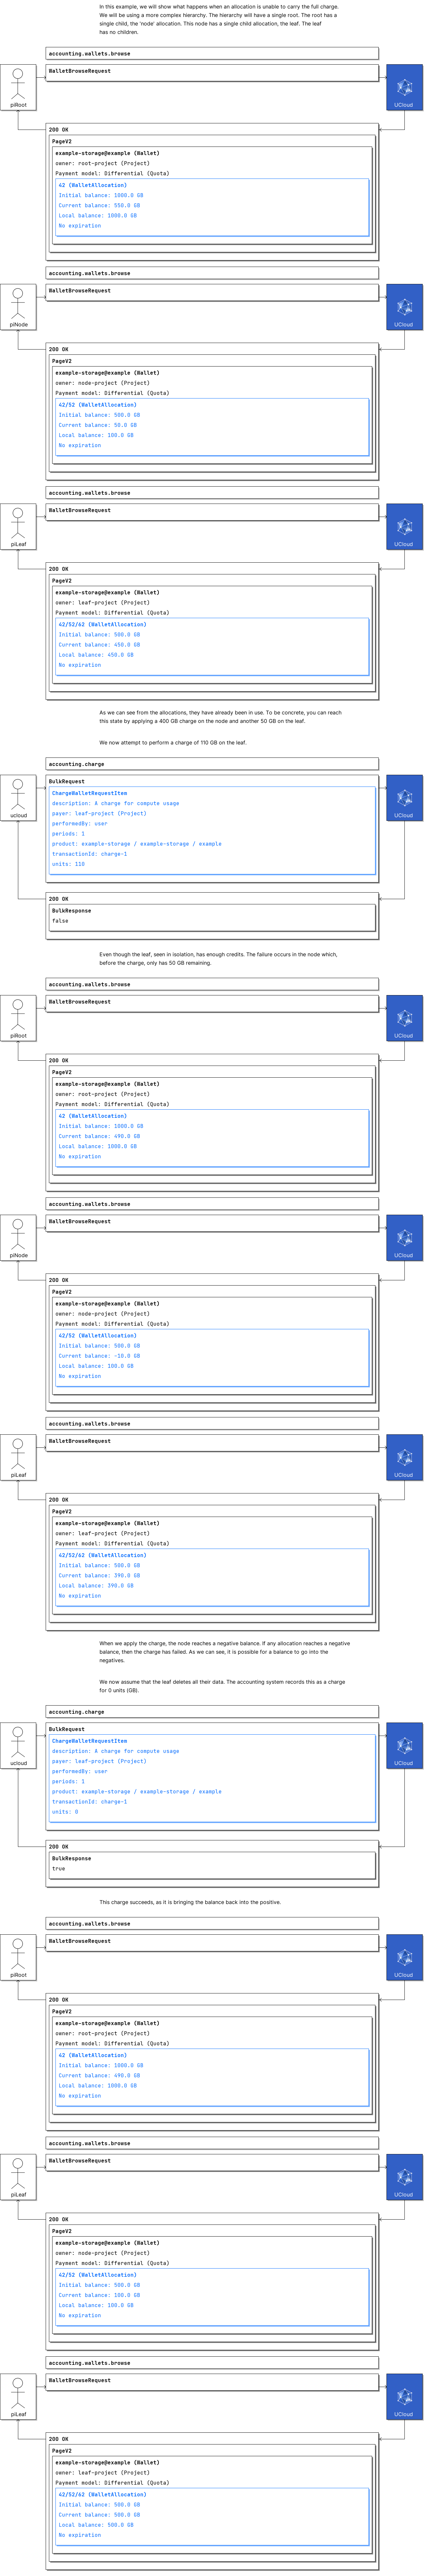 In this example, we will show what happens when an allocation is unable to carry the full charge.
We will be using a more complex hierarchy. The hierarchy will have a single root. The root has a
single child, the 'node' allocation. This node has a single child allocation, the leaf. The leaf
has no children.
accounting.wallets.browse
WalletBrowseRequest
piRoot
UCloud
200 OK
PageV2
example-storage@example (Wallet)
owner: root-project (Project)
Payment model: Differential (Quota)
42 (WalletAllocation)
Initial balance: 1000.0 GB
Current balance: 550.0 GB
Local balance: 1000.0 GB
No expiration
accounting.wallets.browse
WalletBrowseRequest
piNode
UCloud
200 OK
PageV2
example-storage@example (Wallet)
owner: node-project (Project)
Payment model: Differential (Quota)
42/52 (WalletAllocation)
Initial balance: 500.0 GB
Current balance: 50.0 GB
Local balance: 100.0 GB
No expiration
accounting.wallets.browse
WalletBrowseRequest
piLeaf
UCloud
200 OK
PageV2
example-storage@example (Wallet)
owner: leaf-project (Project)
Payment model: Differential (Quota)
42/52/62 (WalletAllocation)
Initial balance: 500.0 GB
Current balance: 450.0 GB
Local balance: 450.0 GB
No expiration
As we can see from the allocations, they have already been in use. To be concrete, you can reach
this state by applying a 400 GB charge on the node and another 50 GB on the leaf.
We now attempt to perform a charge of 110 GB on the leaf.
accounting.charge
BulkRequest
ChargeWalletRequestItem
description: A charge for compute usage
payer: leaf-project (Project)
performedBy: user
periods: 1
product: example-storage / example-storage / example
transactionId: charge-1
units: 110
ucloud
UCloud
200 OK
BulkResponse
false
Even though the leaf, seen in isolation, has enough credits. The failure occurs in the node which,
before the charge, only has 50 GB remaining.
accounting.wallets.browse
WalletBrowseRequest
piRoot
UCloud
200 OK
PageV2
example-storage@example (Wallet)
owner: root-project (Project)
Payment model: Differential (Quota)
42 (WalletAllocation)
Initial balance: 1000.0 GB
Current balance: 490.0 GB
Local balance: 1000.0 GB
No expiration
accounting.wallets.browse
WalletBrowseRequest
piNode
UCloud
200 OK
PageV2
example-storage@example (Wallet)
owner: node-project (Project)
Payment model: Differential (Quota)
42/52 (WalletAllocation)
Initial balance: 500.0 GB
Current balance: -10.0 GB
Local balance: 100.0 GB
No expiration
accounting.wallets.browse
WalletBrowseRequest
piLeaf
UCloud
200 OK
PageV2
example-storage@example (Wallet)
owner: leaf-project (Project)
Payment model: Differential (Quota)
42/52/62 (WalletAllocation)
Initial balance: 500.0 GB
Current balance: 390.0 GB
Local balance: 390.0 GB
No expiration
When we apply the charge, the node reaches a negative balance. If any allocation reaches a negative
balance, then the charge has failed. As we can see, it is possible for a balance to go into the
negatives.
We now assume that the leaf deletes all their data. The accounting system records this as a charge
for 0 units (GB).
accounting.charge
BulkRequest
ChargeWalletRequestItem
description: A charge for compute usage
payer: leaf-project (Project)
performedBy: user
periods: 1
product: example-storage / example-storage / example
transactionId: charge-1
units: 0
ucloud
UCloud
200 OK
BulkResponse
true
This charge succeeds, as it is bringing the balance back into the positive.
accounting.wallets.browse
WalletBrowseRequest
piRoot
UCloud
200 OK
PageV2
example-storage@example (Wallet)
owner: root-project (Project)
Payment model: Differential (Quota)
42 (WalletAllocation)
Initial balance: 1000.0 GB
Current balance: 490.0 GB
Local balance: 1000.0 GB
No expiration
accounting.wallets.browse
WalletBrowseRequest
piLeaf
UCloud
200 OK
PageV2
example-storage@example (Wallet)
owner: node-project (Project)
Payment model: Differential (Quota)
42/52 (WalletAllocation)
Initial balance: 500.0 GB
Current balance: 100.0 GB
Local balance: 100.0 GB
No expiration
accounting.wallets.browse
WalletBrowseRequest
piLeaf
UCloud
200 OK
PageV2
example-storage@example (Wallet)
owner: leaf-project (Project)
Payment model: Differential (Quota)
42/52/62 (WalletAllocation)
Initial balance: 500.0 GB
Current balance: 500.0 GB
Local balance: 500.0 GB
No expiration